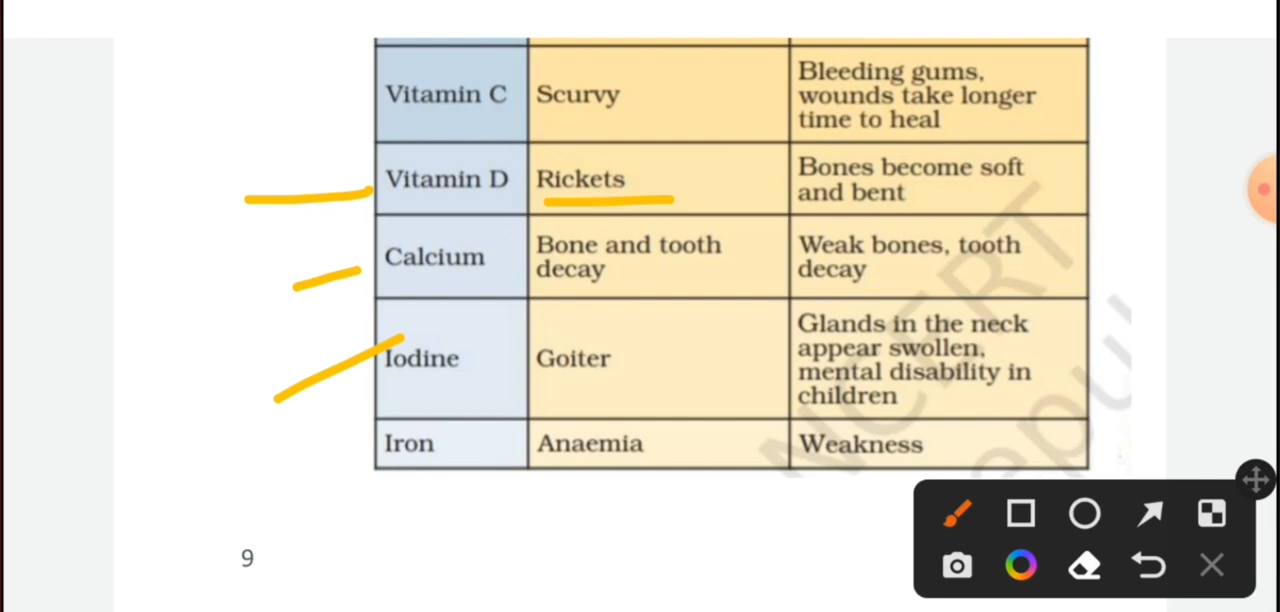 Vitamin C
Scurvy
Bleeding gums,
wounds take longer
time to heal
Vitamin D
Rickets
Bones become soft
and bent
Calcium
Bone and tooth
decay
Weak bones, tooth
decay
Iodine
Goiter
Glands in the neck
appear swollen,
mental disability in
children
Iron
Anaemia
Weakness
NCERT
9